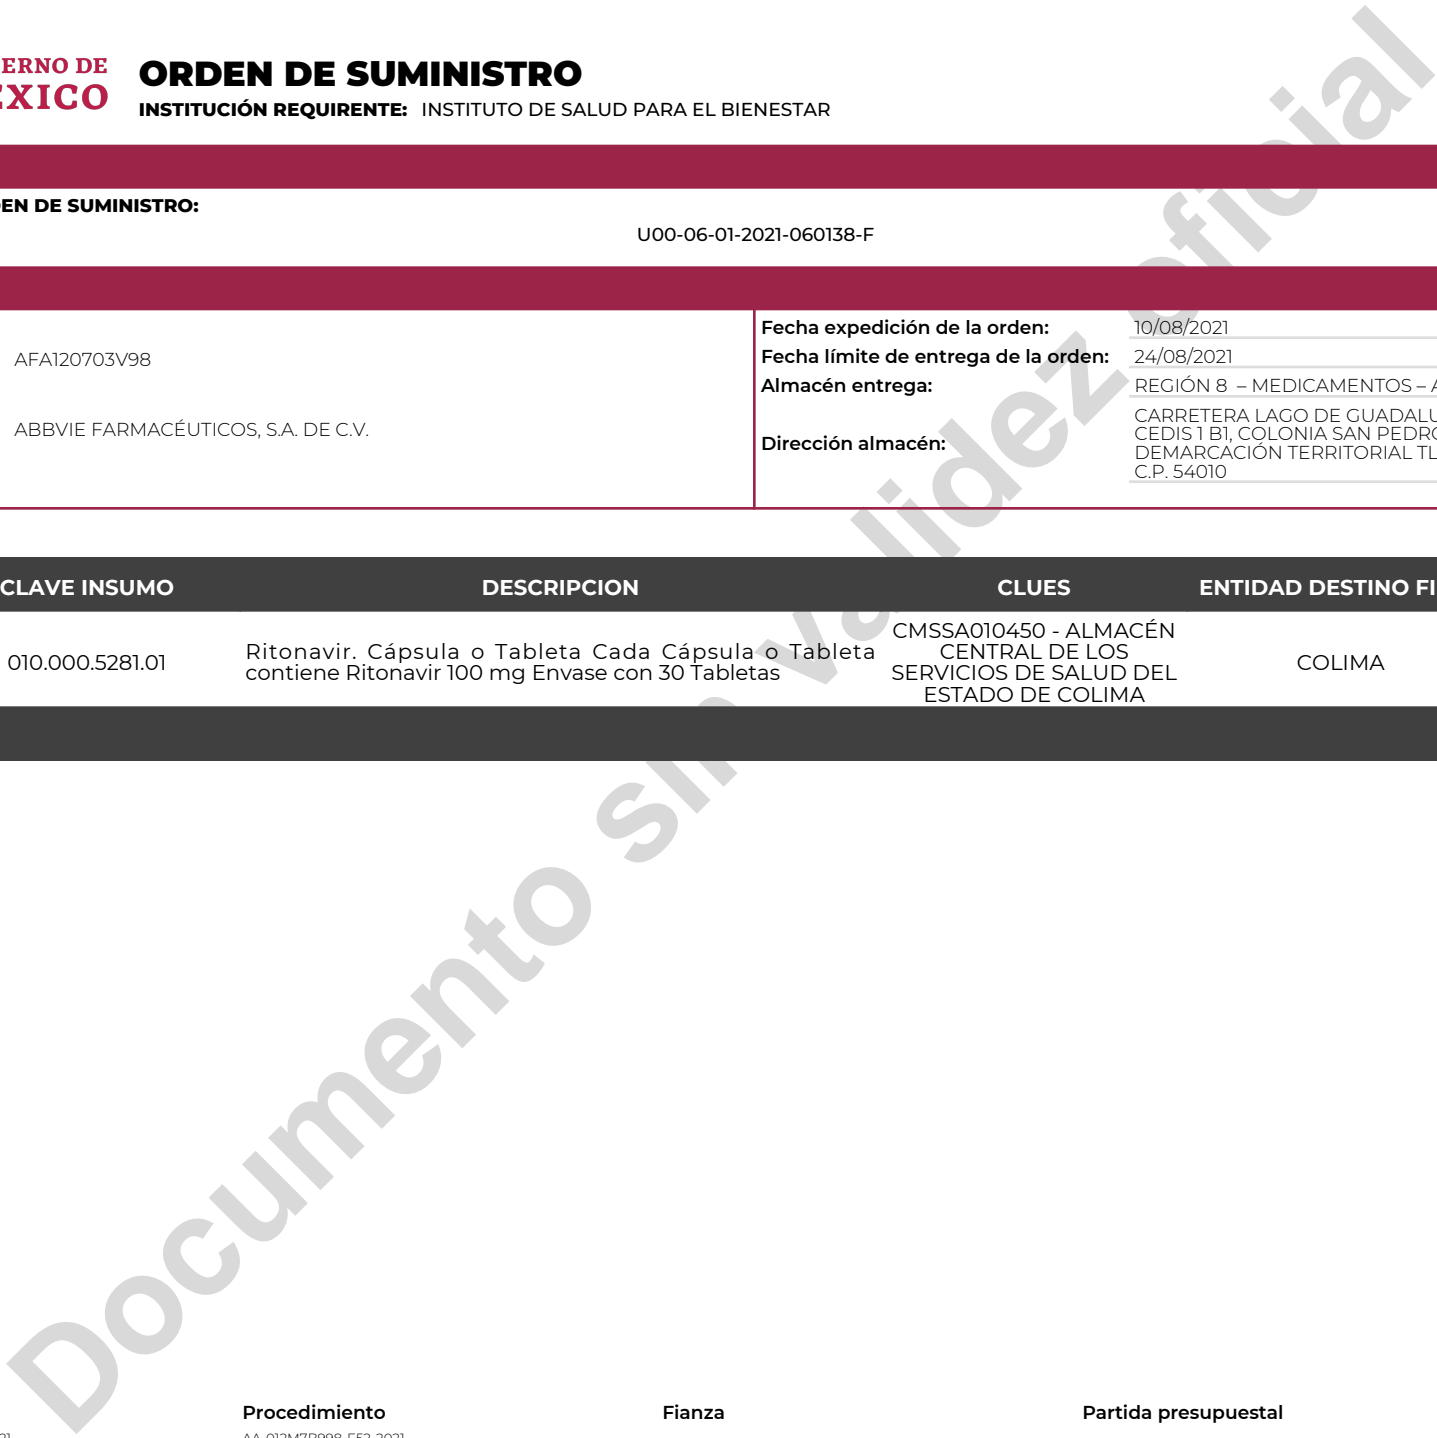 ERNO DE
EXICO
ORDEN DE SUMINISTRO
INSTITUCIÓN REQUIRENTE: INSTITUTO DE SALUD PARA EL BIENESTAR
EN DE SUMINISTRO:
U00-06-01-2021-060138-F
AFA120703V98
ABBVIE FARMACÉUTICOS, S.A. DE C.V.
Fecha expedición de la orden: 10/08/2021
Fecha límite de entrega de la orden: 24/08/2021
Almacén entrega: REGIÓN 8 – MEDICAMENTOS – A
Dirección almacén:
CARRETERA LAGO DE GUADALU
CEDIS 1 B1, COLONIA SAN PEDRO
DEMARCACIÓN TERRITORIAL TL
C.P. 54010
CLAVE INSUMO DESCRIPCION CLUES ENTIDAD DESTINO FI
010.000.5281.01
Ritonavir. Cápsula o Tableta Cada Cápsula o Tableta
contiene Ritonavir 100 mg Envase con 30 Tabletas
CMSSA010450 - ALMACÉN
CENTRAL DE LOS
SERVICIOS DE SALUD DEL
ESTADO DE COLIMA
COLIMA
Documento sin validez oficial
Procedimiento Fianza Partida presupuestal